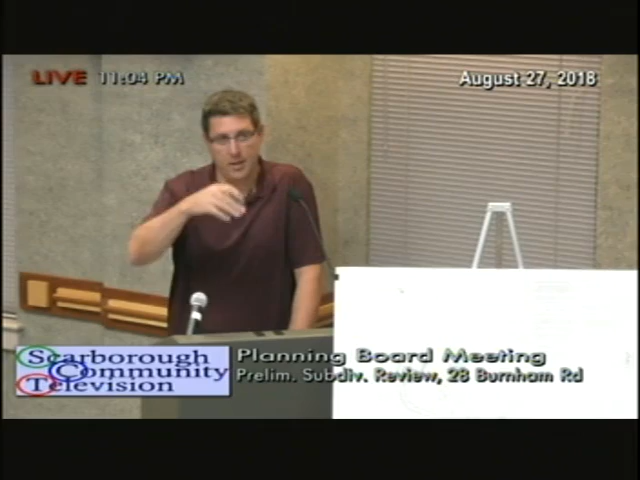 LIVE 11:04 PM
August 27, 2018
Scarborough
Community
Television
Planning Board Meeting
Prelim. Subdiv. Review, 28 Burnham Rd